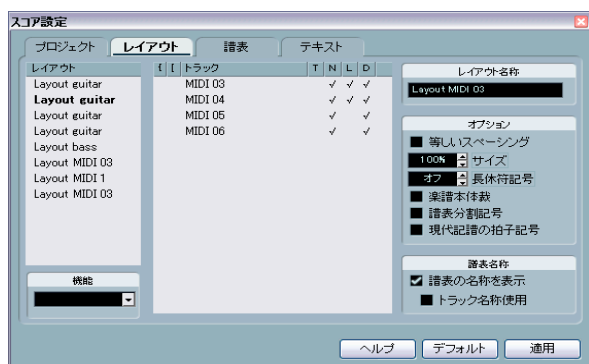 スコア設定
プロジェクト レイアウト 譜表 テキスト
レイアウト
Layout guitar
Layout guitar
Layout guitar
Layout guitar
Layout bass
Layout MIDI 03
Layout MIDI 1
Layout MIDI 03
機能
{ [ トラック T N L D
MIDI 03 √ √ √
MIDI 04 √ √ √
MIDI 05 √ √
MIDI 06 √ √
レイアウト名称
Layout MIDI 03
オプション
等しいスペーシング
100% サイズ
オフ 長休符記号
楽譜本体裁
譜表分割記号
現代記譜の拍子記号
譜表名称
譜表の名称を表示
トラック名称使用
ヘルプ デフォルト 適用